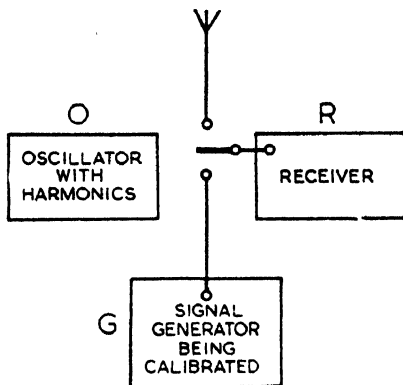 O
R
OSCILLATOR
WITH
HARMONICS
RECEIVER
G
SIGNAL
GENERATOR
BEING
CALIBRATED